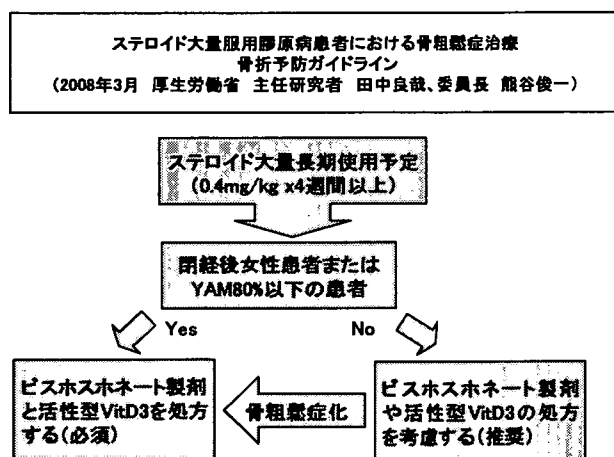 ステロイド大量服用膠原病患者における骨粗鬆症治療
骨折予防ガイドライン
(2008年3月 厚生労働省 主任研究者 田中良哉、委員長 熊谷俊一)
ステロイド大量長期使用予定
(0.4mg/kg x4週間以上)
閉経後女性患者または
YAM80%以下の患者
Yes
No
ビスホスホネート製剤
と活性型VitD3を処方
する(必須)
骨粗鬆症化
ビスホスホネート製剤
や活性型VitD3の処方
を考慮する(推奨)